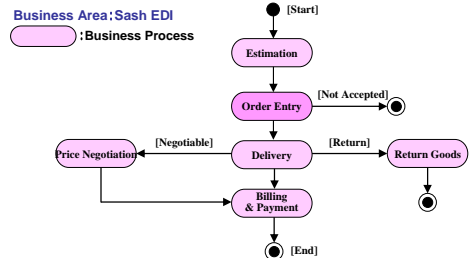 Business Area:Sash EDI
:Business Process
[Start]
Estimation
Order Entry
[Not Accepted]
Price Negotiation
[Negotiable]
Delivery
[Return]
Return Goods
Billing
& Payment
[End]